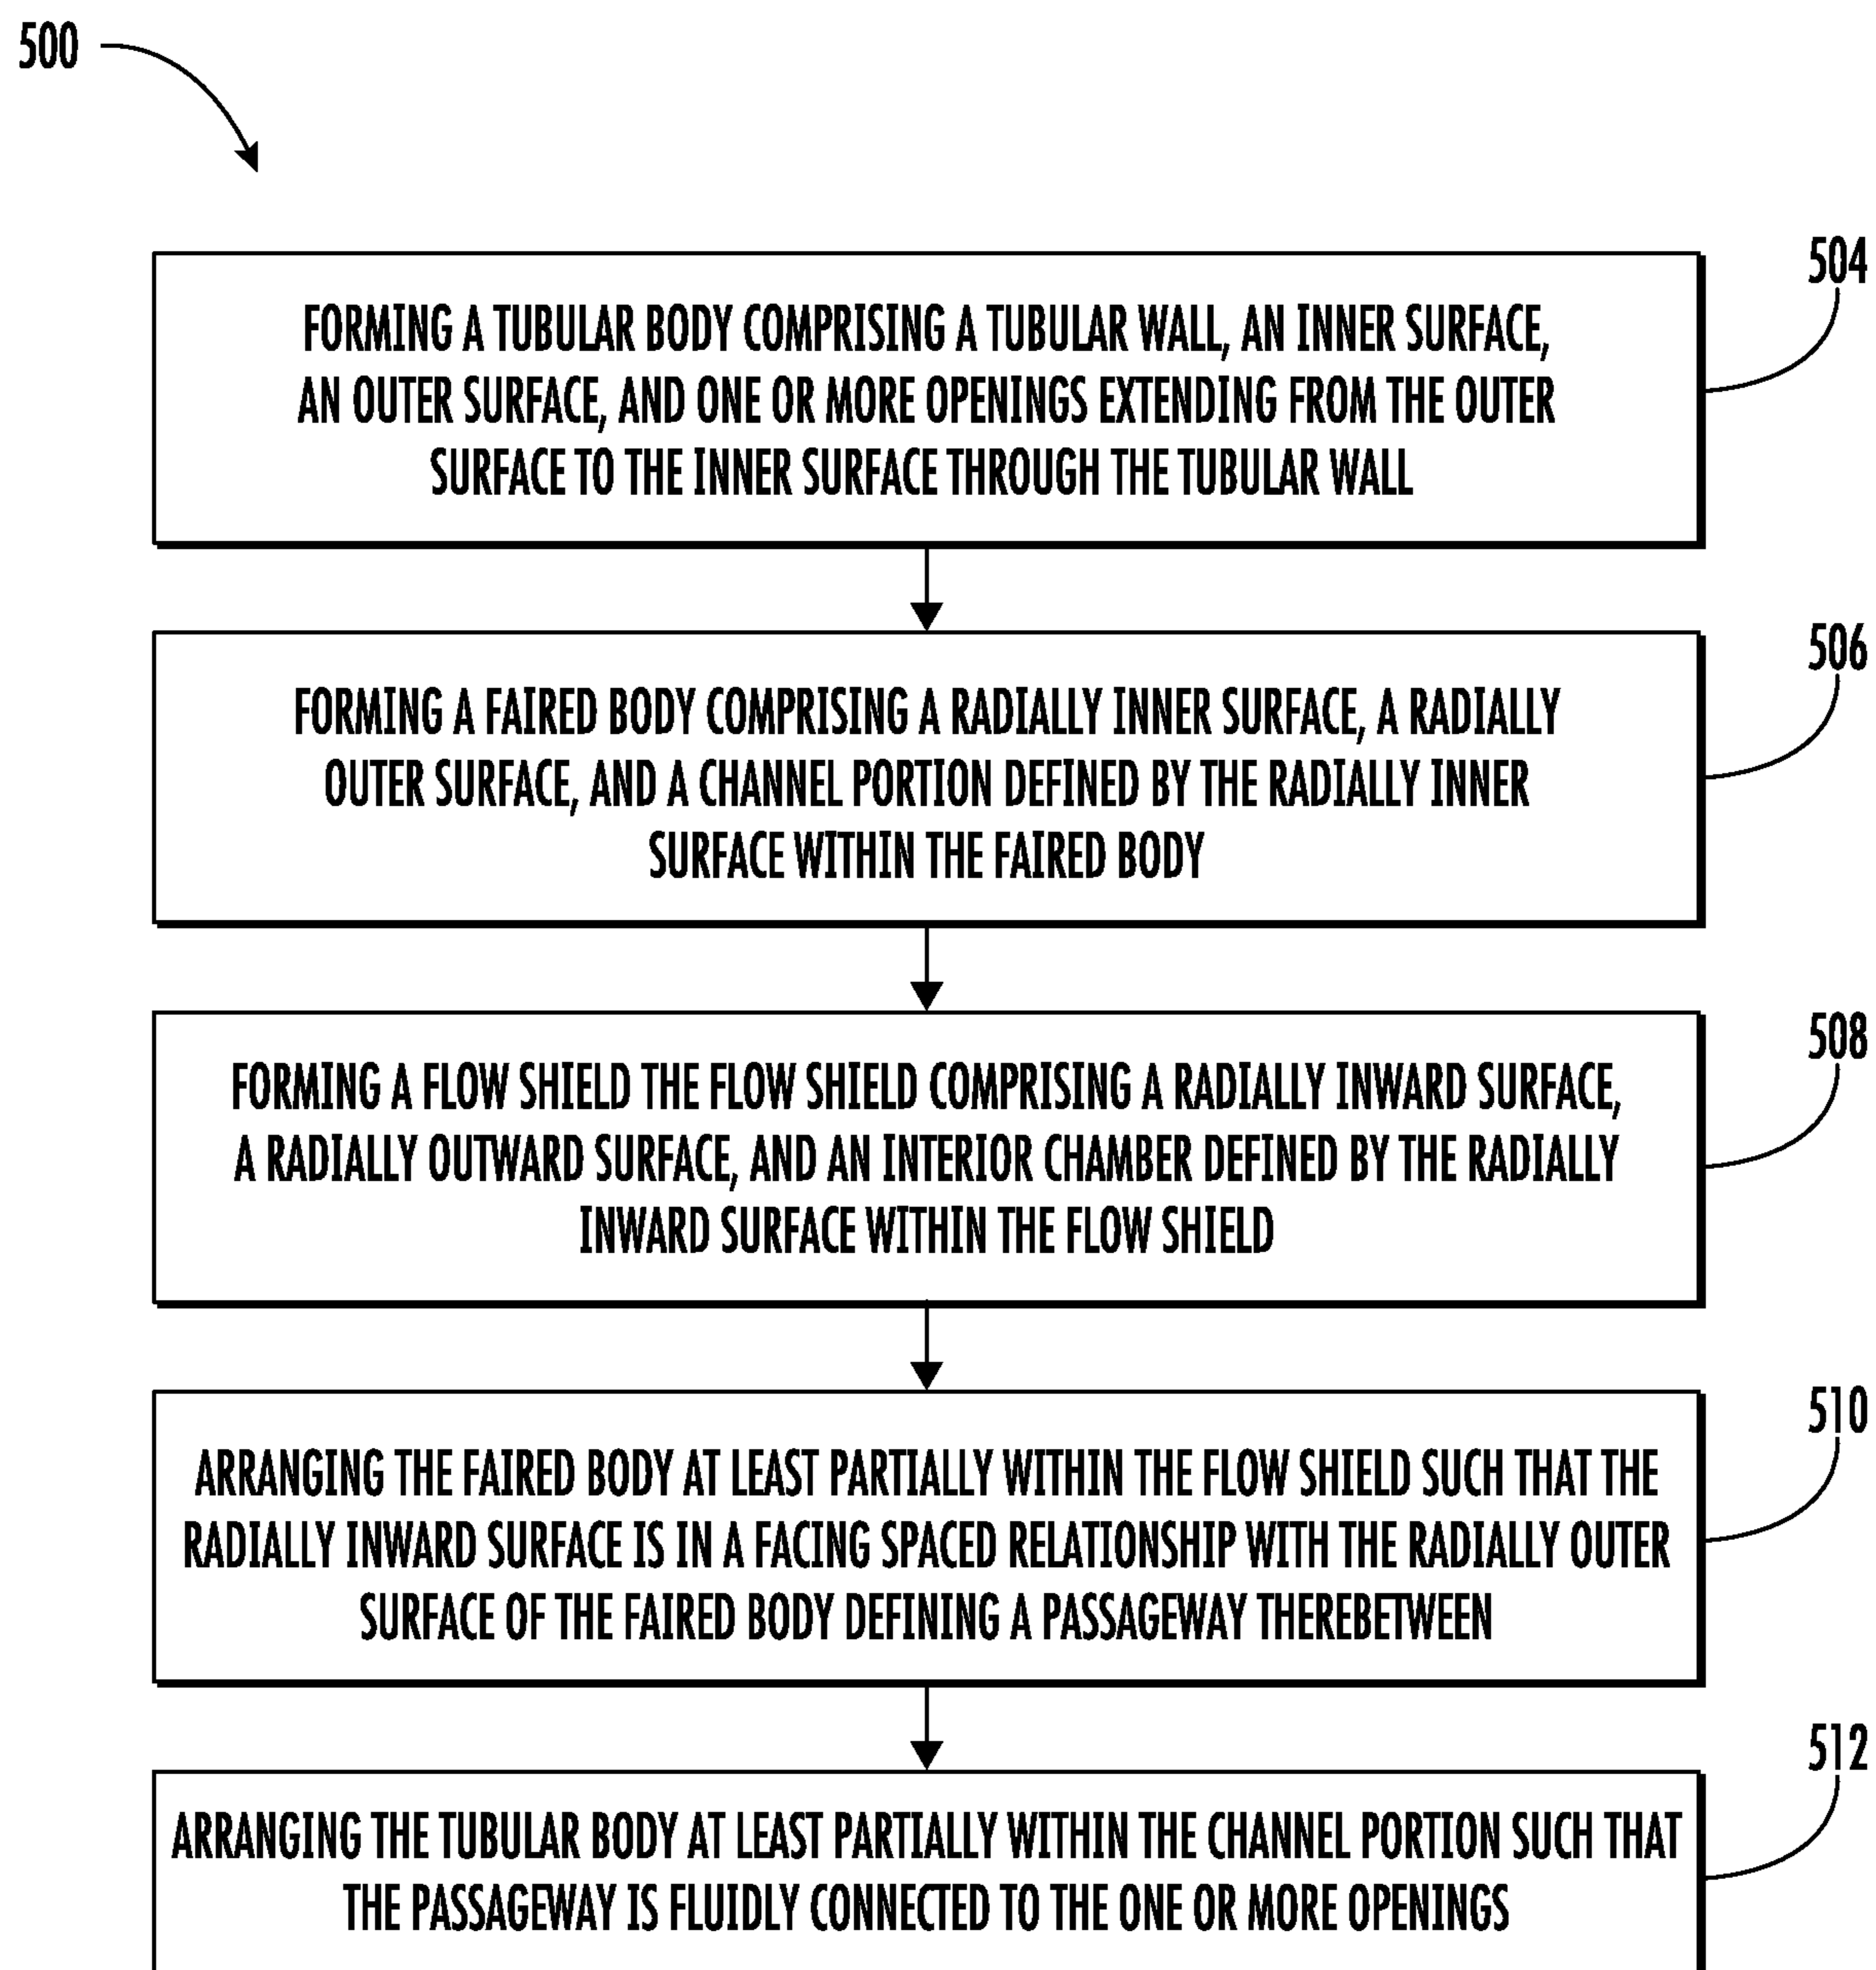 500
504
FORMING A TUBULAR BODY COMPRISING A TUBULAR WALL, AN INNER SURFACE,
AN OUTER SURFACE, AND ONE OR MORE OPENINGS EXTENDING FROM THE OUTER
SURFACE TO THE INNER SURFACE THROUGH THE TUBULAR WALL
506
FORMING A FAIRED BODY COMPRISING A RADIALLY INNER SURFACE, A RADIALLY
OUTER SURFACE, AND A CHANNEL PORTION DEFINED BY THE RADIALLY INNER
SURFACE WITHIN THE FAIRED BODY
508
FORMING A FLOW SHIELD THE FLOW SHIELD COMPRISING A RADIALLY INWARD SURFACE,
A RADIALLY OUTWARD SURFACE, AND AN INTERIOR CHAMBER DEFINED BY THE RADIALLY
INWARD SURFACE WITHIN THE FLOW SHIELD
510
ARRANGING THE FAIRED BODY AT LEAST PARTIALLY WITHIN THE FLOW SHIELD SUCH THAT THE
RADIALLY INWARD SURFACE IS IN A FACING SPACED RELATIONSHIP WITH THE RADIALLY OUTER
SURFACE OF THE FAIRED BODY DEFINING A PASSAGEWAY THEREBETWEEN
512
ARRANGING THE TUBULAR BODY AT LEAST PARTIALLY WITHIN THE CHANNEL PORTION SUCH THAT
THE PASSAGEWAY IS FLUIDLY CONNECTED TO THE ONE OR MORE OPENINGS